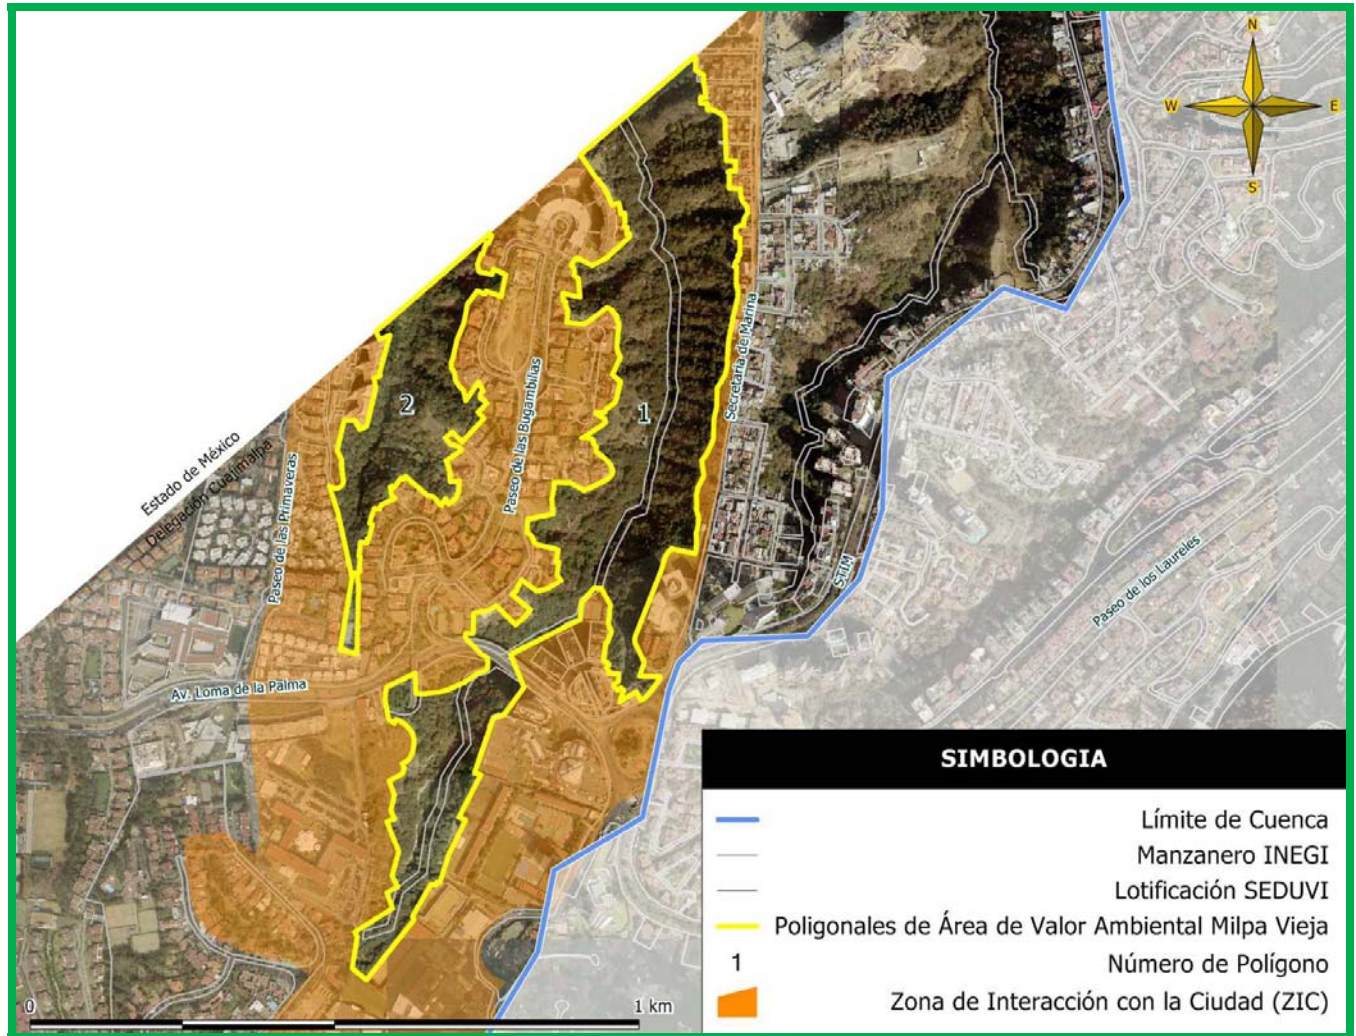 N
W
E
S
Secretaría de Marina
2
1
Paseo de las Bugambilias
Estado de México
Delegación Cuajimalpa
Paseo de las Primaveras
STIM
Paseo de los Laureles
Av. Loma de la Palma
SIMBOLOGIA
Límite de Cuenca
Manzanero INEGI
Lotificación SEDUVI
Poligonales de Área de Valor Ambiental Milpa Vieja
1 Número de Polígono
Zona de Interacción con la Ciudad (ZIC)
0 1 km